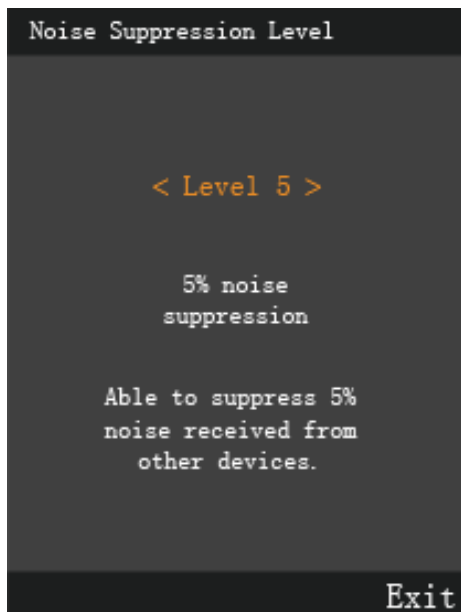 Noise Suppression Level
< Level 5 >
5% noise
suppression
Able to suppress 5%
noise received from
other devices.
Exit